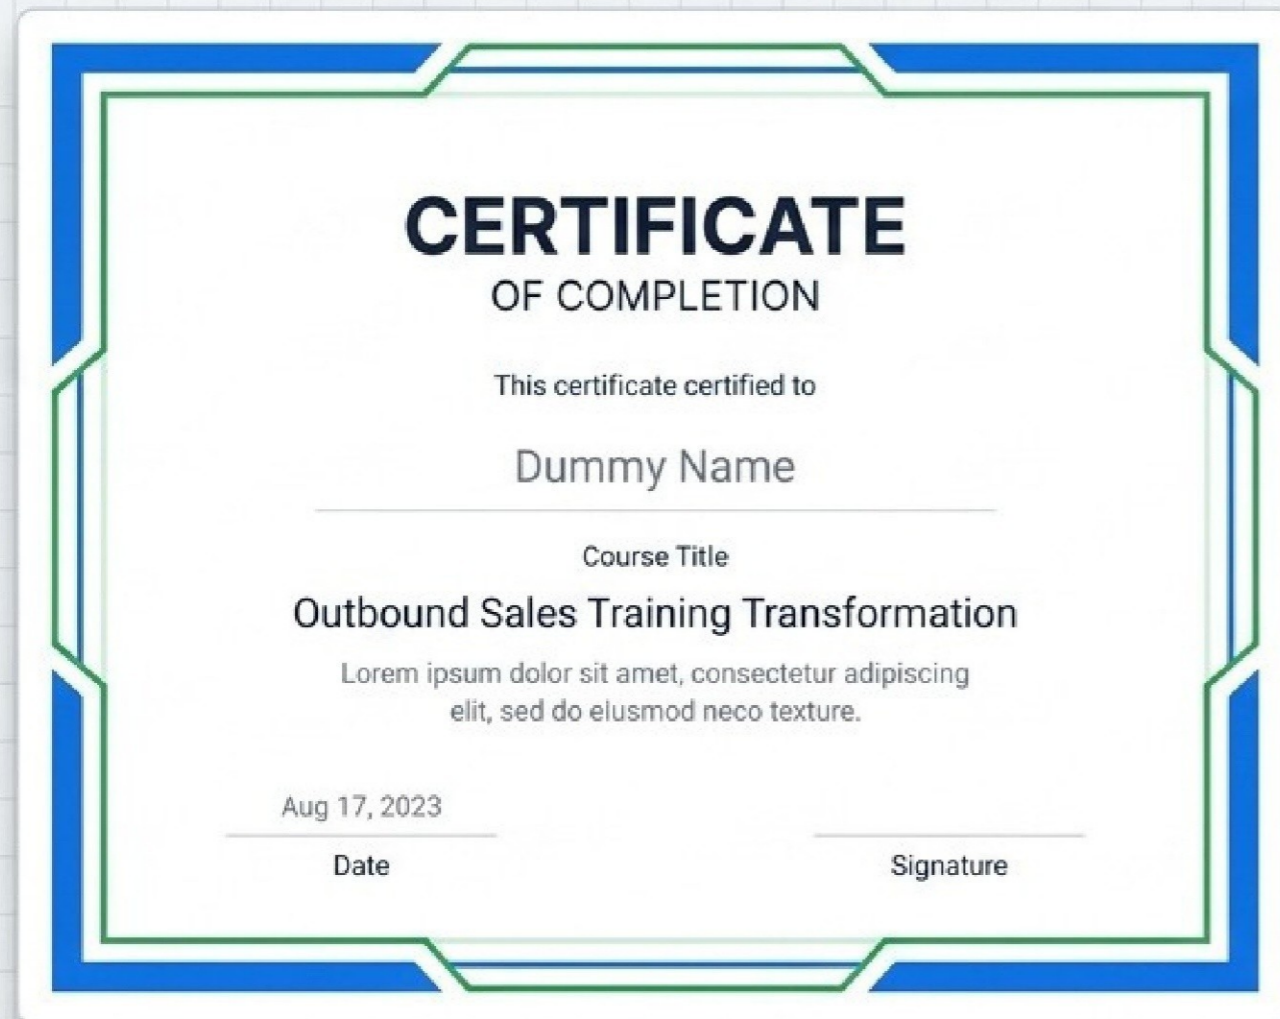 CERTIFICATE
OF COMPLETION
This certificate certified to
Dummy Name
Course Title
Outbound Sales Training Transformation
Lorem ipsum dolor sit amet, consectetur adipiscing
elit, sed do elusmod neco texture.
Aug 17, 2023
Date
Signature